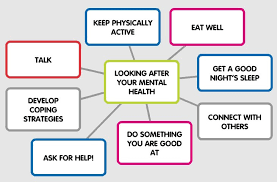 KEEP PHYSICALLY
ACTIVE
EAT WELL
TALK
LOOKING AFTER
YOUR MENTAL
HEALTH
GET A GOOD
NIGHT'S SLEEP
DEVELOP
COPING
STRATEGIES
CONNECT WITH
OTHERS
DO SOMETHING
YOU ARE GOOD
AT
ASK FOR HELP!